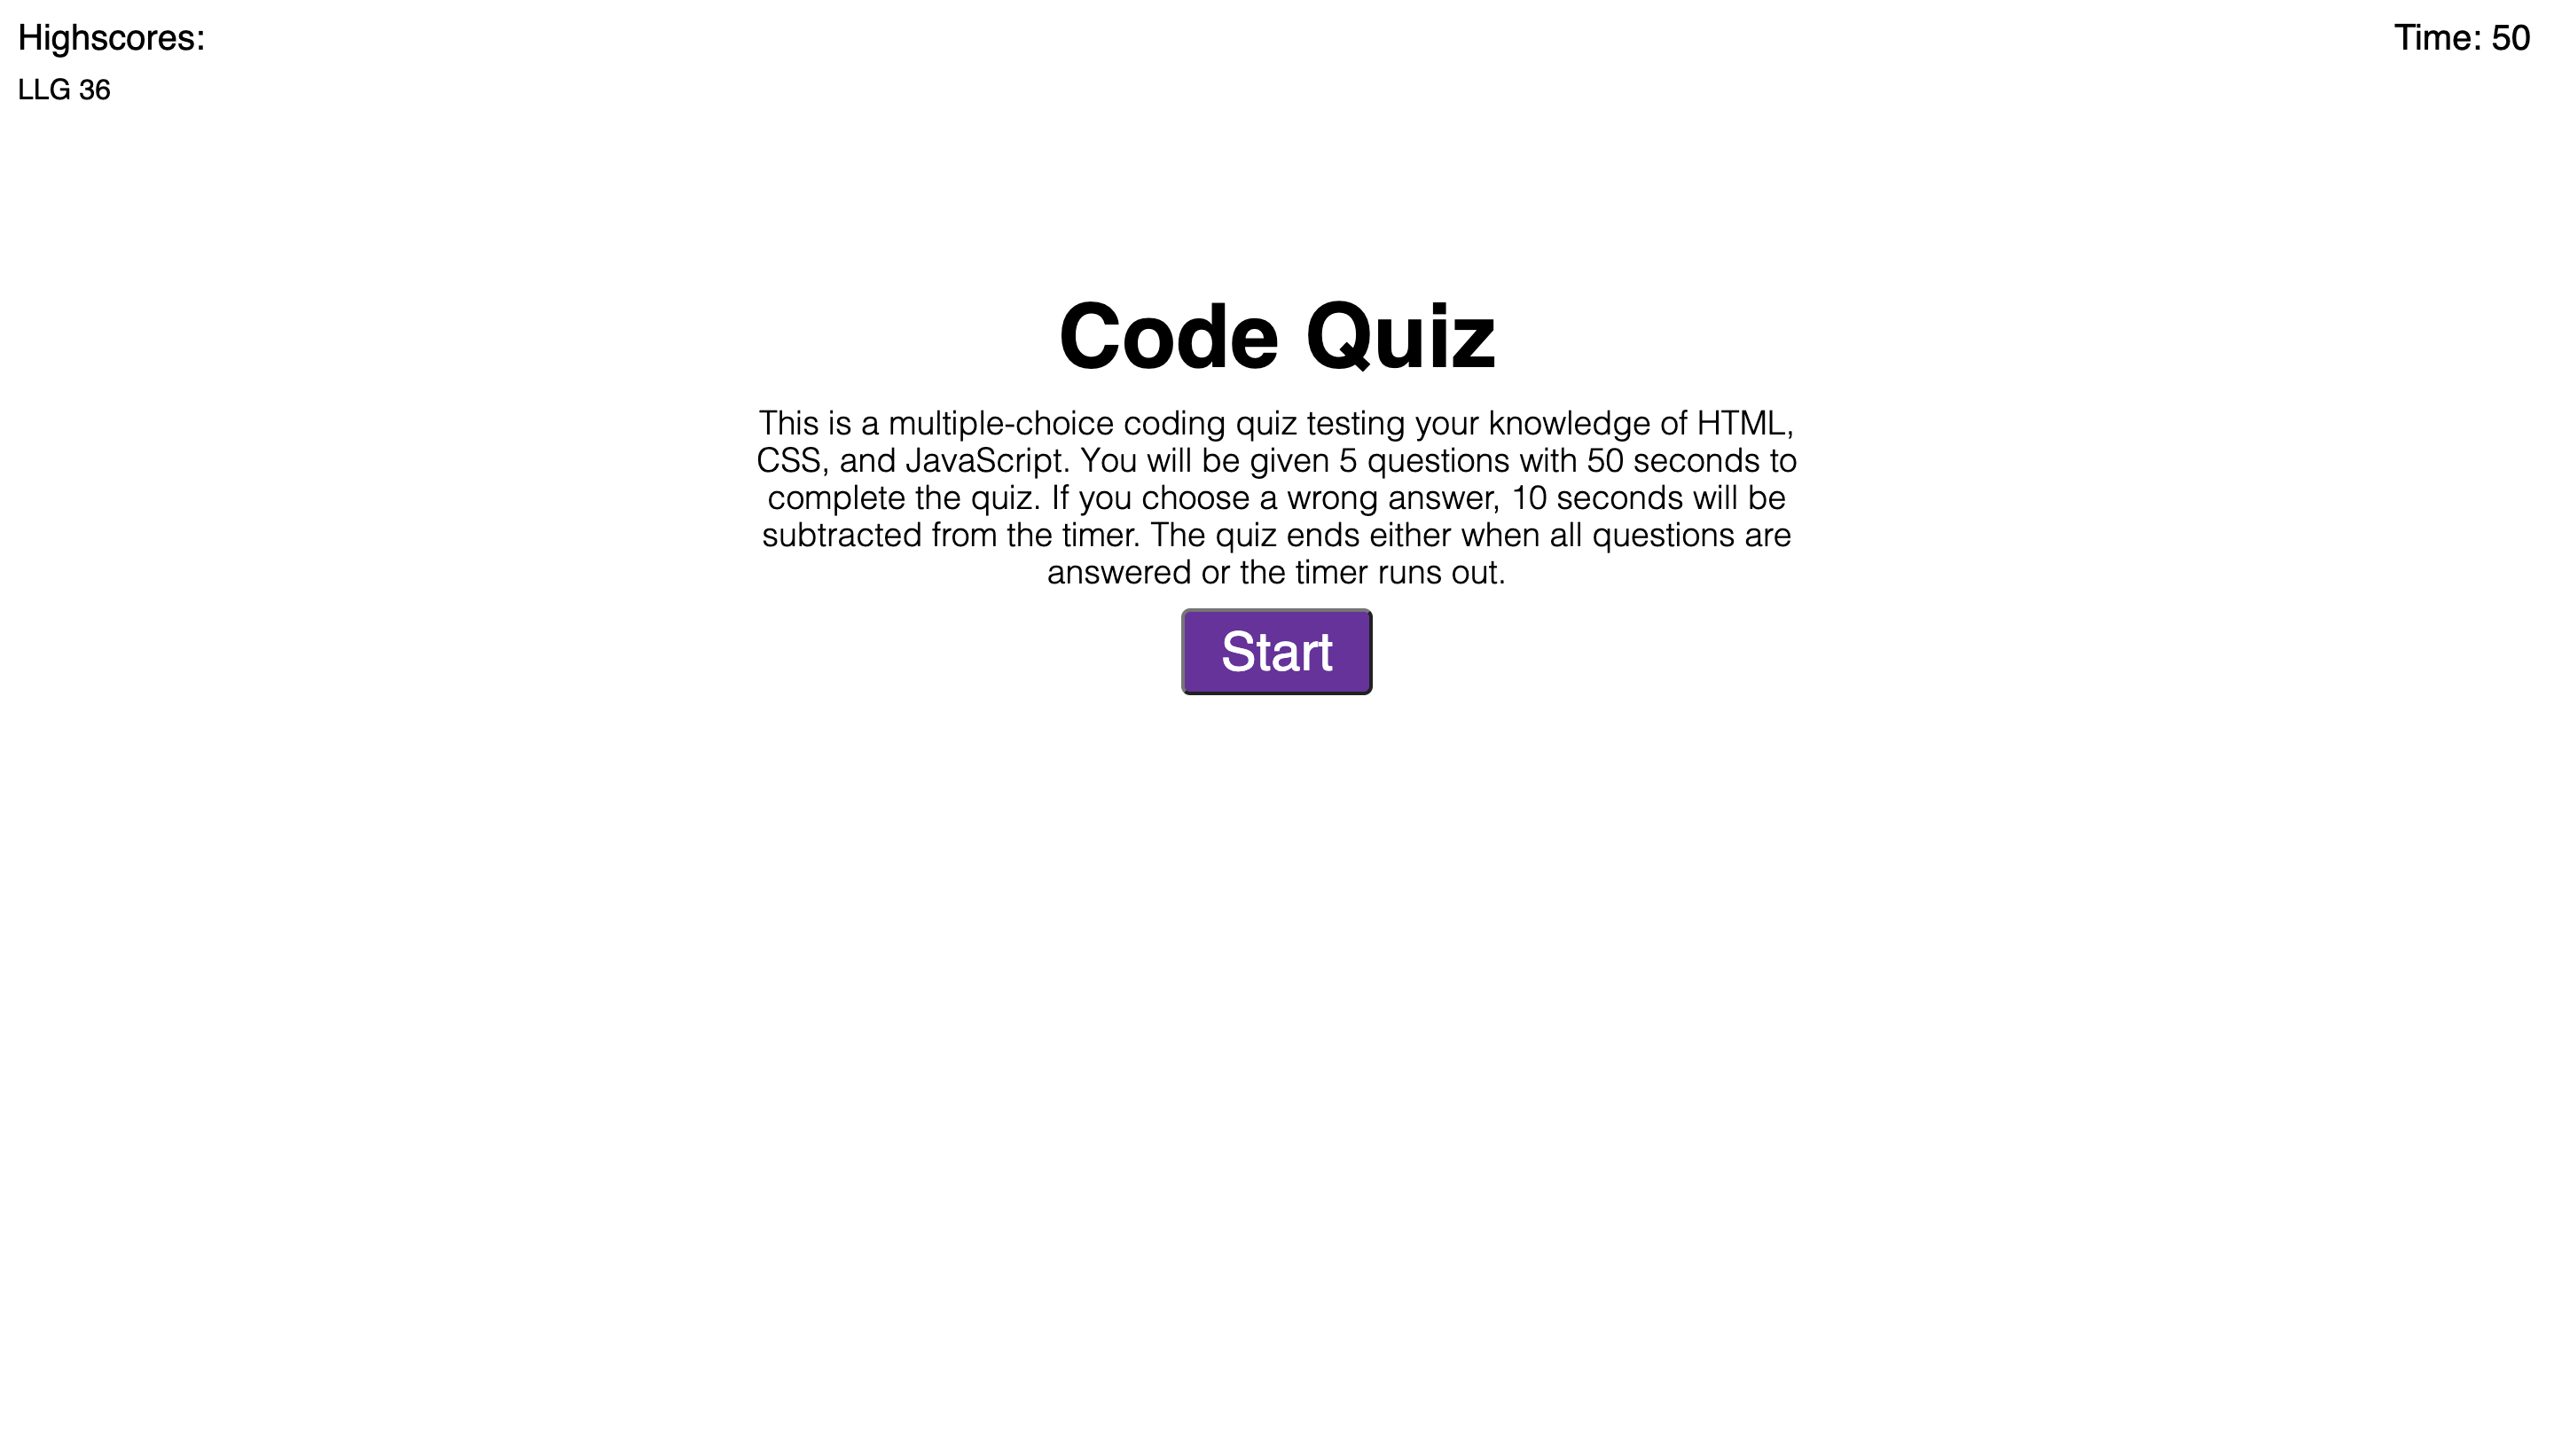 Highscores:
Time: 50
LLG 36
Code Quiz
This is a multiple-choice coding quiz testing your knowledge of HTML,
CSS, and JavaScript. You will be given 5 questions with 50 seconds to
complete the quiz. If you choose a wrong answer, 10 seconds will be
subtracted from the timer. The quiz ends either when all questions are
answered or the timer runs out.
Start